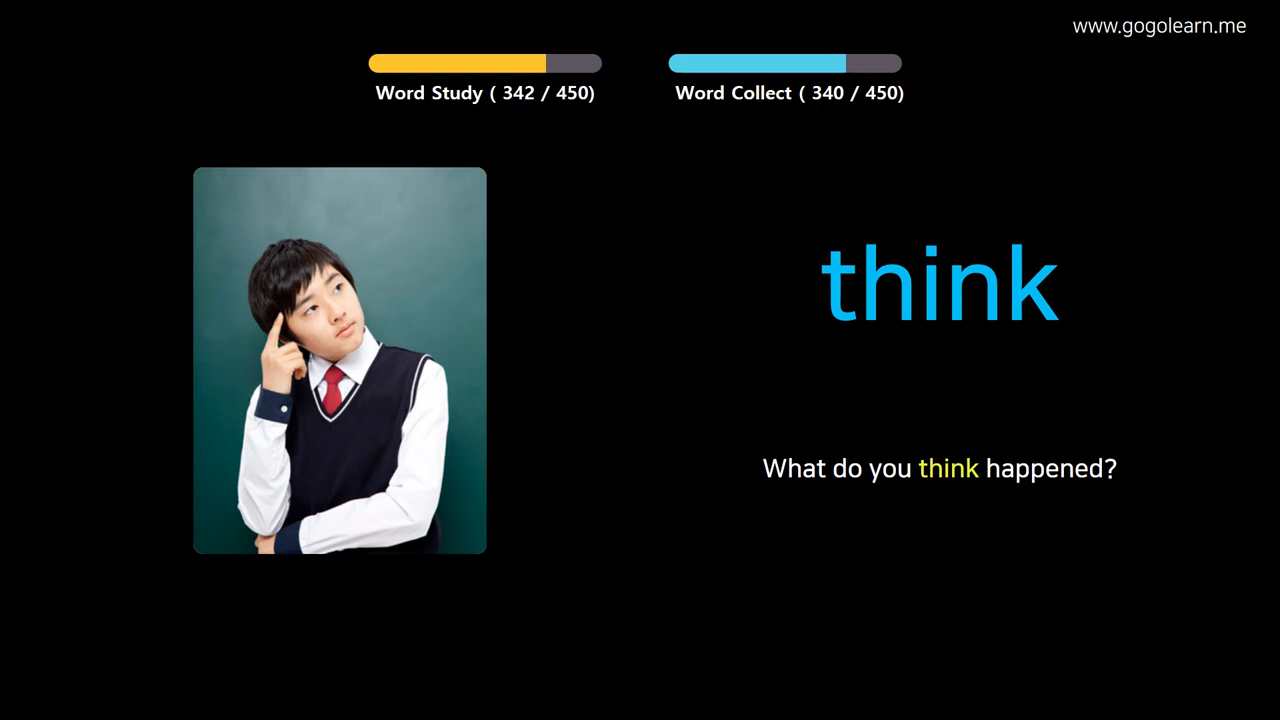 www.gogolearn.me
Word Study ( 342 / 450)
Word Collect ( 340 / 450)
think
What do you think happened?